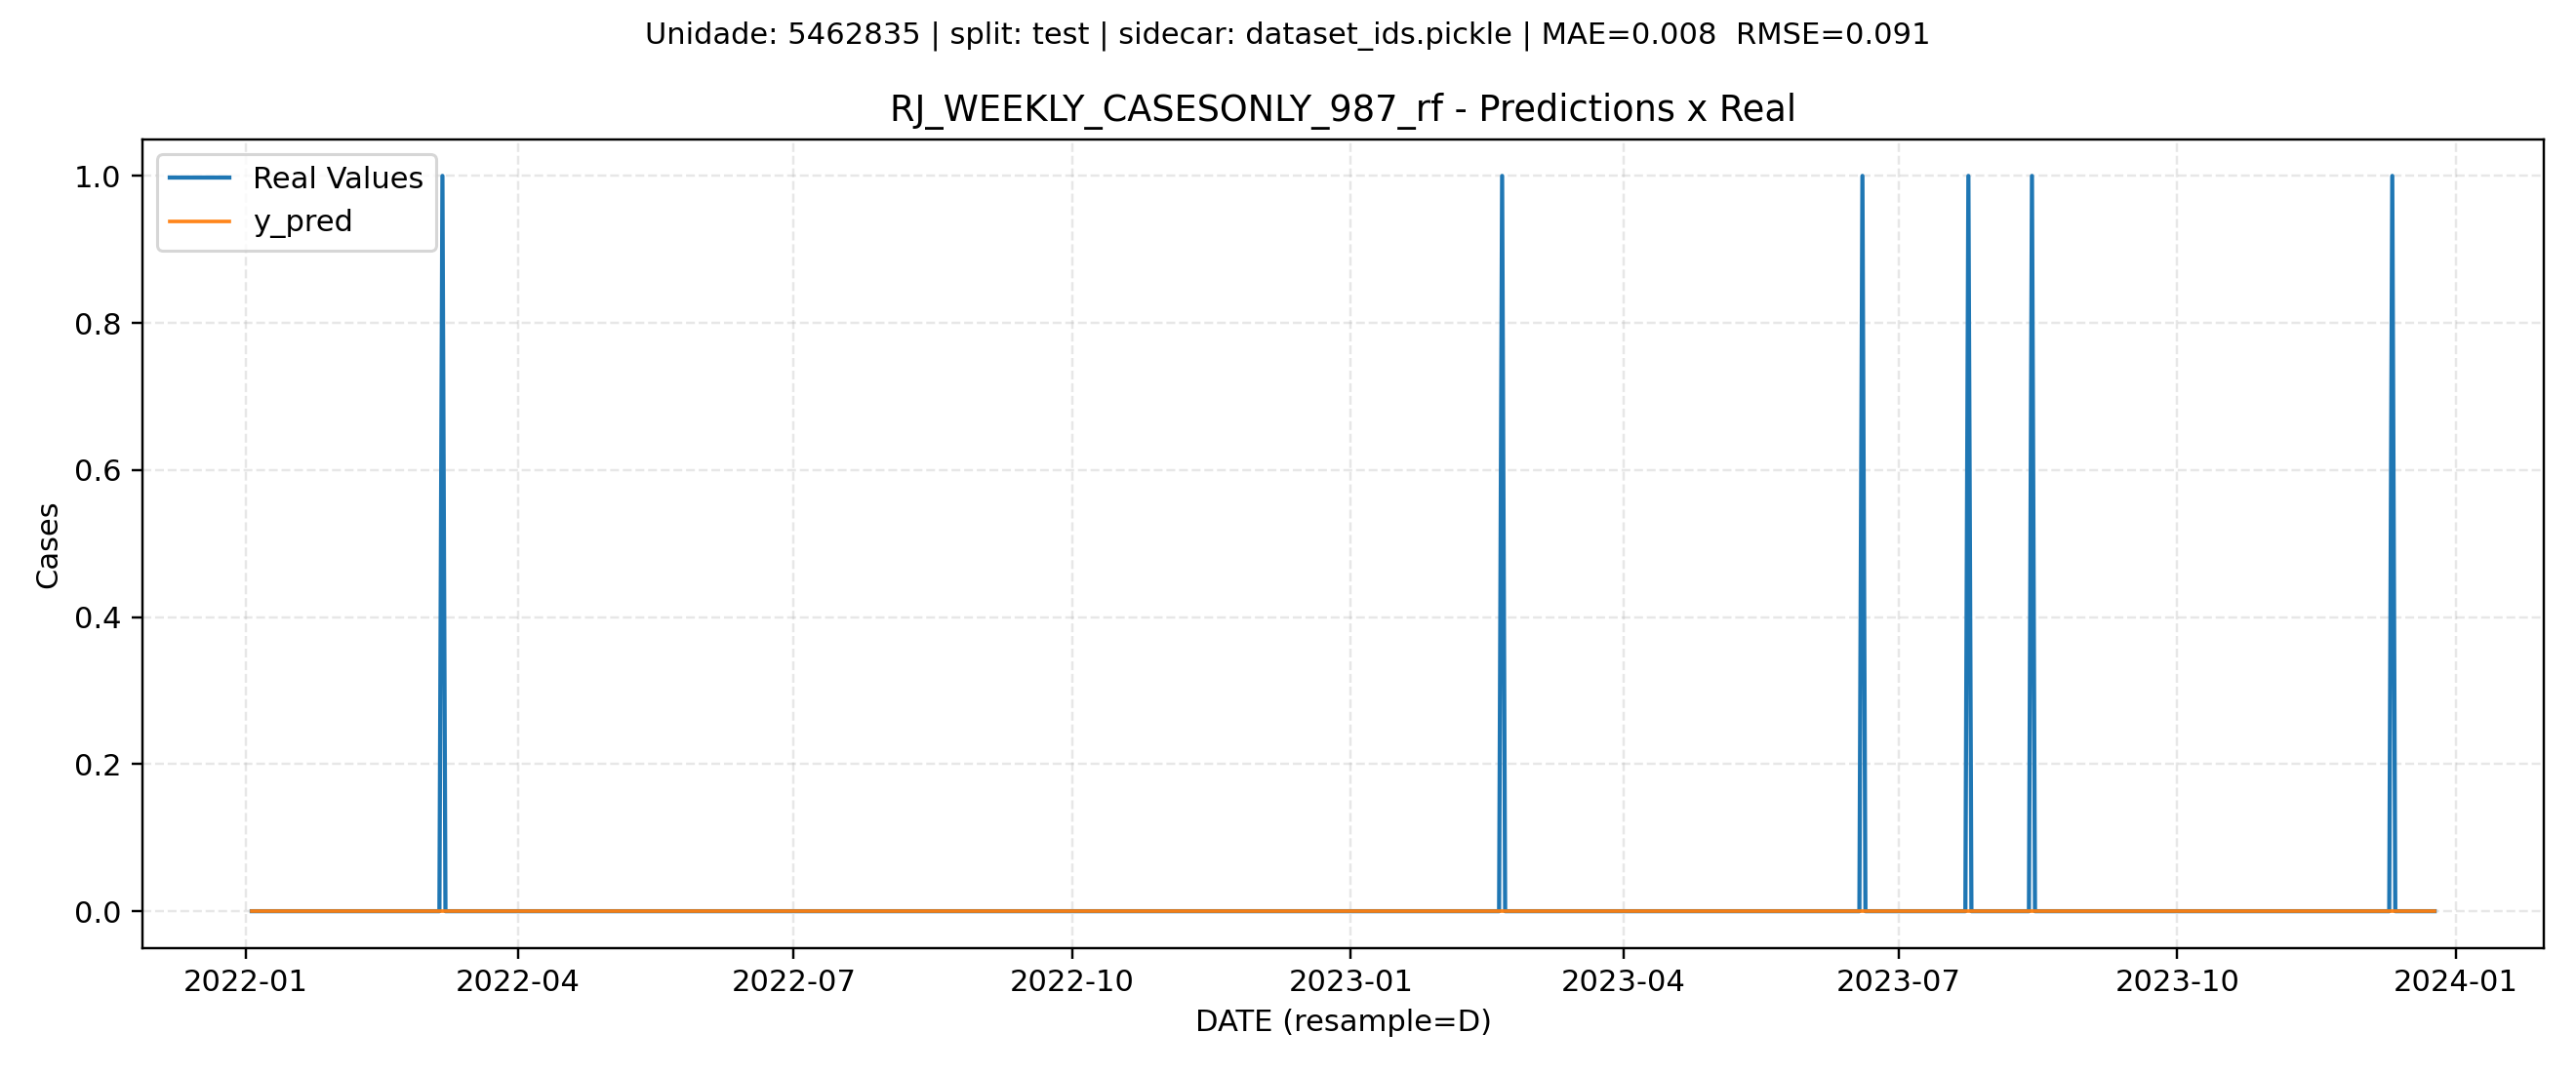 Unidade: 5462835 | split: test | sidecar: dataset_ids.pickle | MAE=0.008  RMSE=0.091
RJ_WEEKLY_CASESONLY_987_rf - Predictions x Real
Real Values
y_pred
1.0
0.8
0.6
0.4
0.2
0.0
Cases
2022-01
2022-04
2022-07
2022-10
2023-01
2023-04
2023-07
2023-10
2024-01
DATE (resample=D)